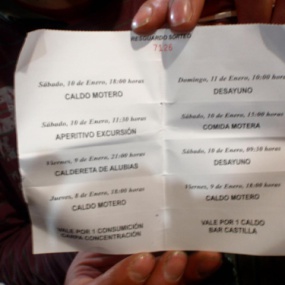 RESGUARDO SORTEO
7126
Sábado, 10 de Enero, 18:00 horas
CALDO MOTERO
Sábado, 10 de Enero, 11:30 horas
APERITIVO EXCURSIÓN
Viernes, 9 de Enero, 21:00 horas
CALDERETA DE ALUBIAS
Jueves, 8 de Enero, 18:00 horas
CALDO MOTERO
VALE POR 1 CONSUMICIÓN
CARPA CONCENTRACIÓN
Domingo, 11 de Enero, 10:00 horas
DESAYUNO
Sábado, 10 de Enero, 15:00 horas
COMIDA MOTERA
Sábado, 10 de Enero, 09:30 horas
DESAYUNO
Viernes, 9 de Enero, 18:00 horas
CALDO MOTERO
VALE POR 1 CALDO
BAR CASTILLA